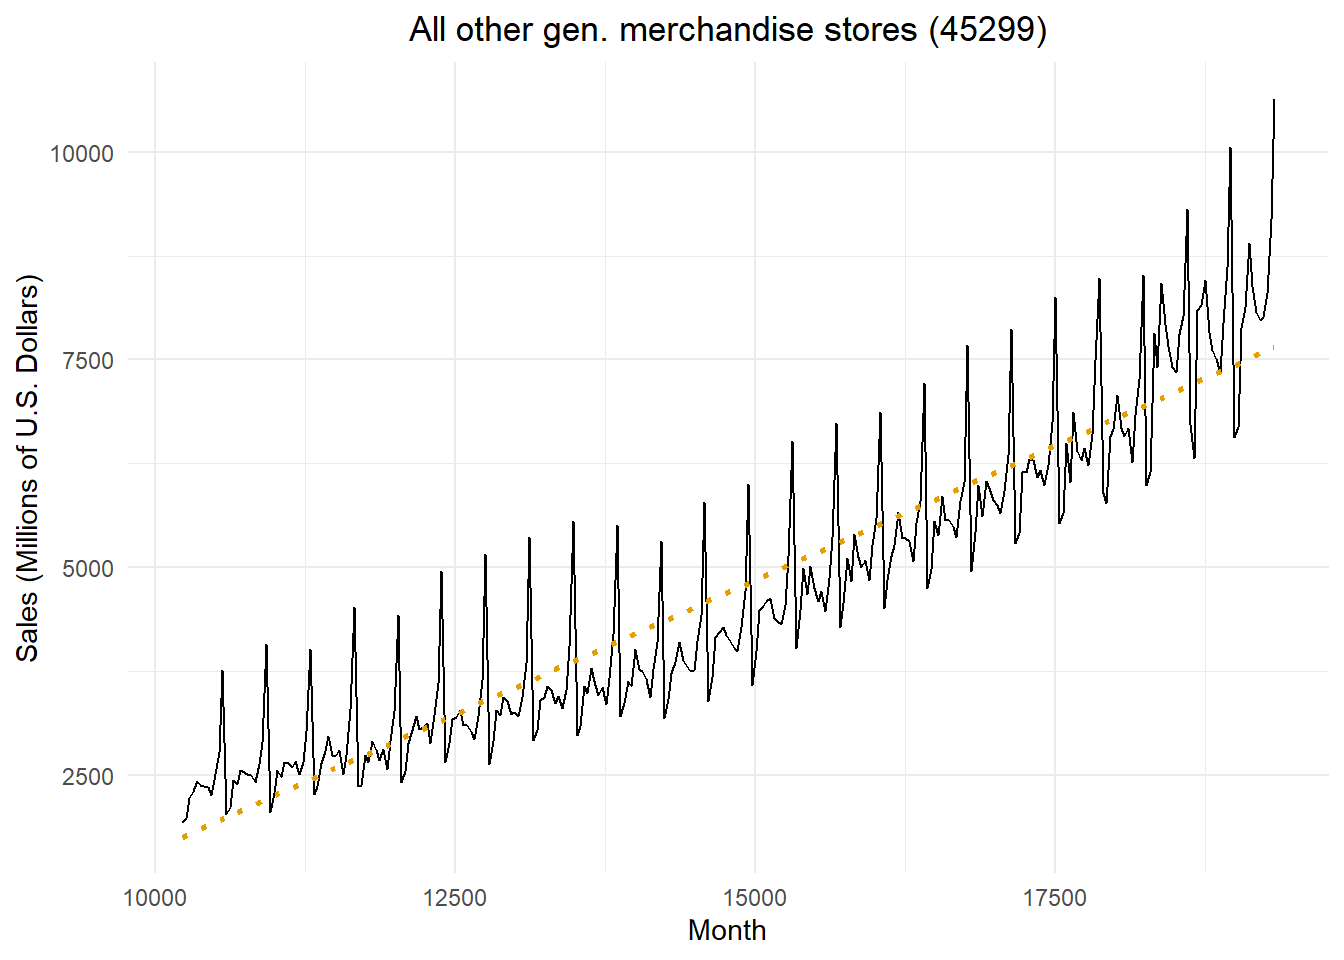 All other gen. merchandise stores (45299)
Sales (Millions of U.S. Dollars)
10000
7500
5000
2500
10000 12500 15000 17500
Month